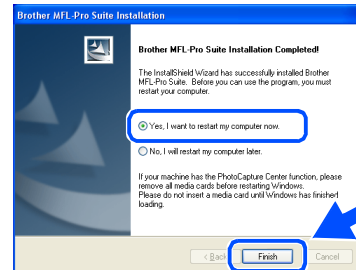 Brother MFL-Pro Suite Installation
Brother MFL-Pro Suite Installation Completed!
The InstallShield Wizard has successfully installed Brother
MFL-Pro Suite. Before you can use the program, you must
restart your computer.
Yes, I want to restart my computer now.
No, I will restart my computer later.
If your machine has the PhotoCapture Center function, please
remove all media cards before restarting Windows.
Please do not insert a media card until Windows has finished
loading.
< Back Finish Cancel